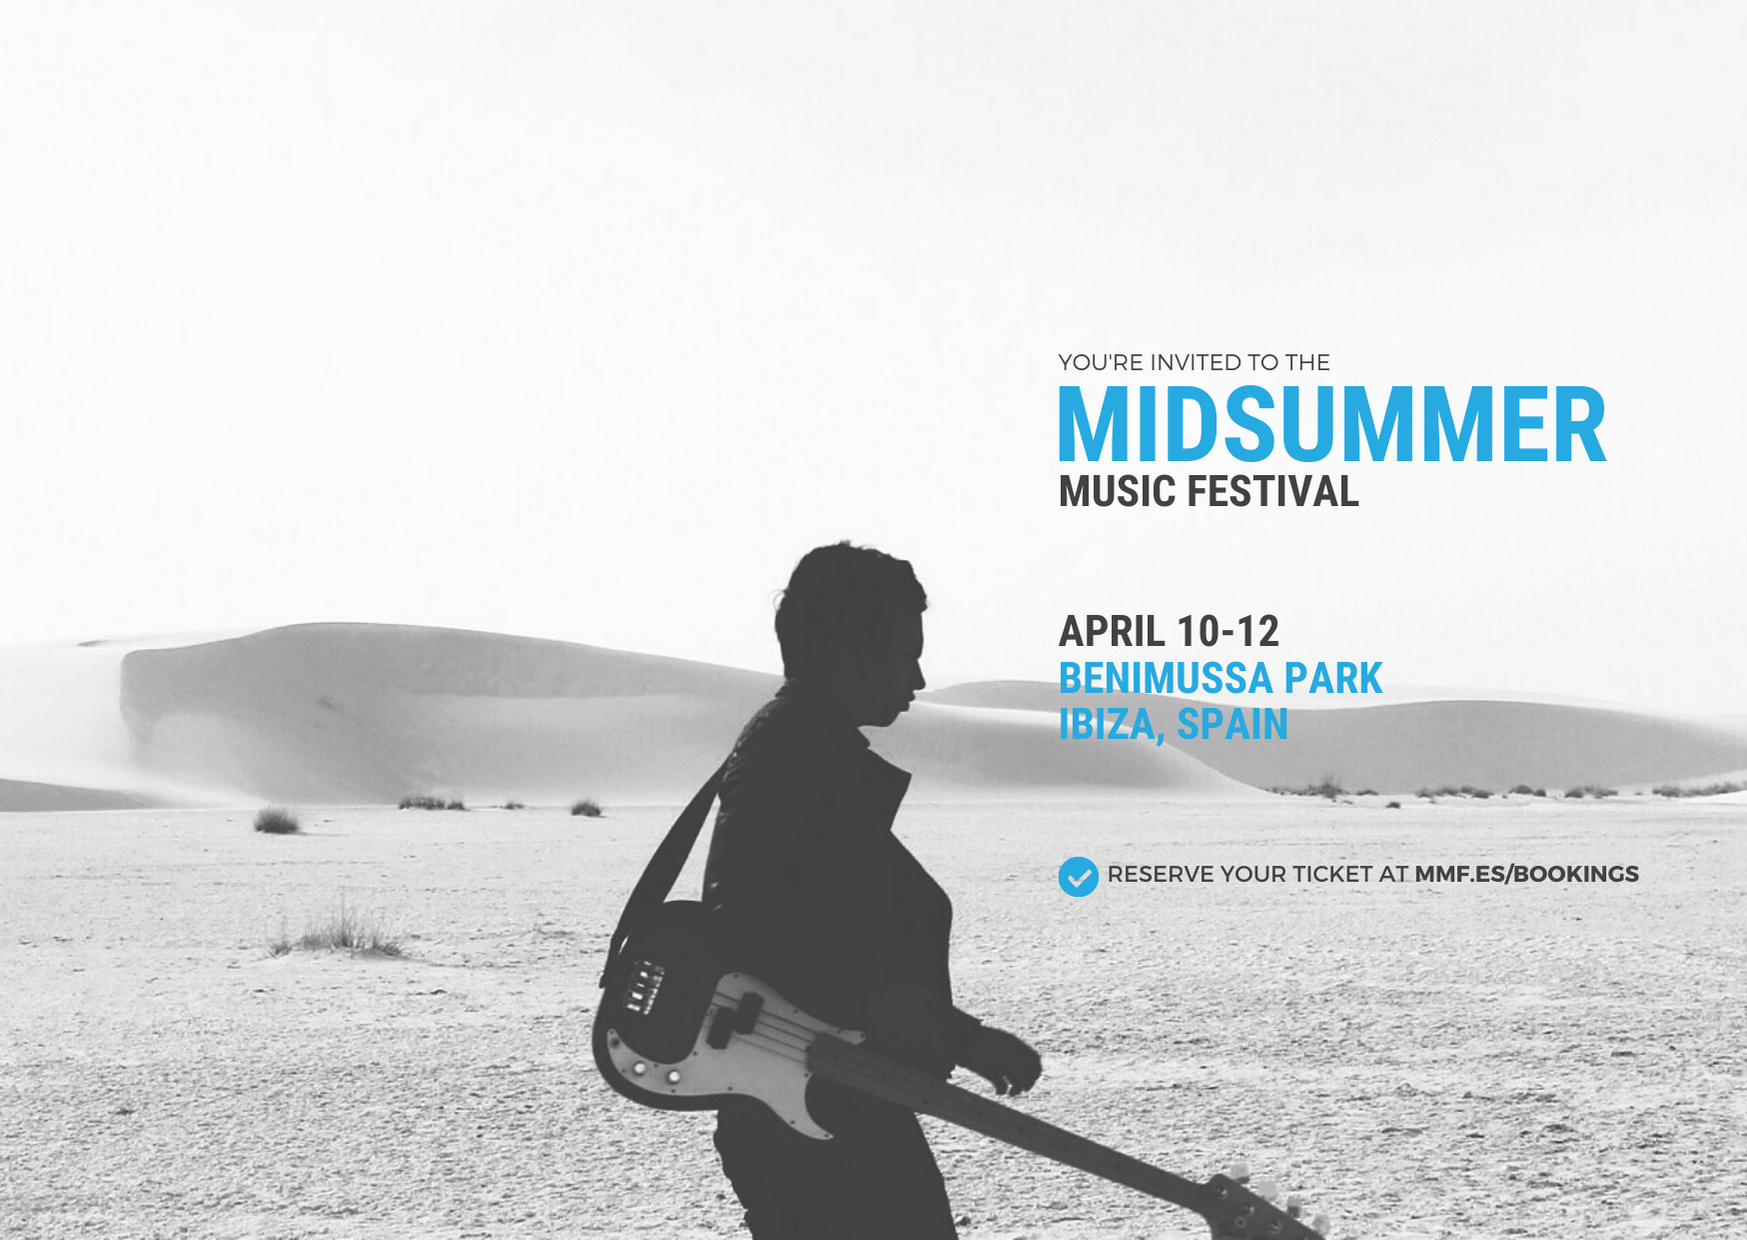 YOU'RE INVITED TO THE
MIDSUMMER
MUSIC FESTIVAL
APRIL 10-12
BENIMUSSA PARK
IBIZA, SPAIN
RESERVE YOUR TICKET AT MMF.ES/BOOKINGS